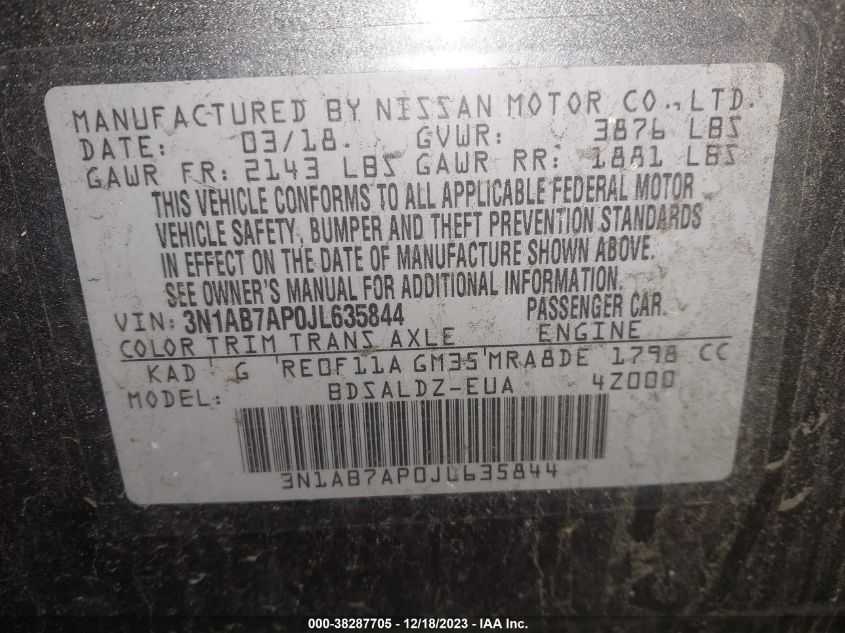 MANUFACTURED BY NISSAN MOTOR CO., LTD.
DATE: 03/18. GVWR: 3876 LBS
GAWR FR: 2143 LBS GAWR RR: 1881 LBS
THIS VEHICLE CONFORMS TO ALL APPLICABLE FEDERAL MOTOR
VEHICLE SAFETY, BUMPER AND THEFT PREVENTION STANDARDS
IN EFFECT ON THE DATE OF MANUFACTURE SHOWN ABOVE.
SEE OWNER'S MANUAL FOR ADDITIONAL INFORMATION.
VIN: 3N1AB7AP0JL635844 PASSENGER CAR.
COLOR TRIM TRANS AXLE ENGINE
KAD G RE0F11A GM35 MRA8DE 1798 CC
MODEL: BDSALDZ-EUA 4Z000
3N1AB7AP0JL635844
000-38287705 - 12/18/2023 - IAA Inc.